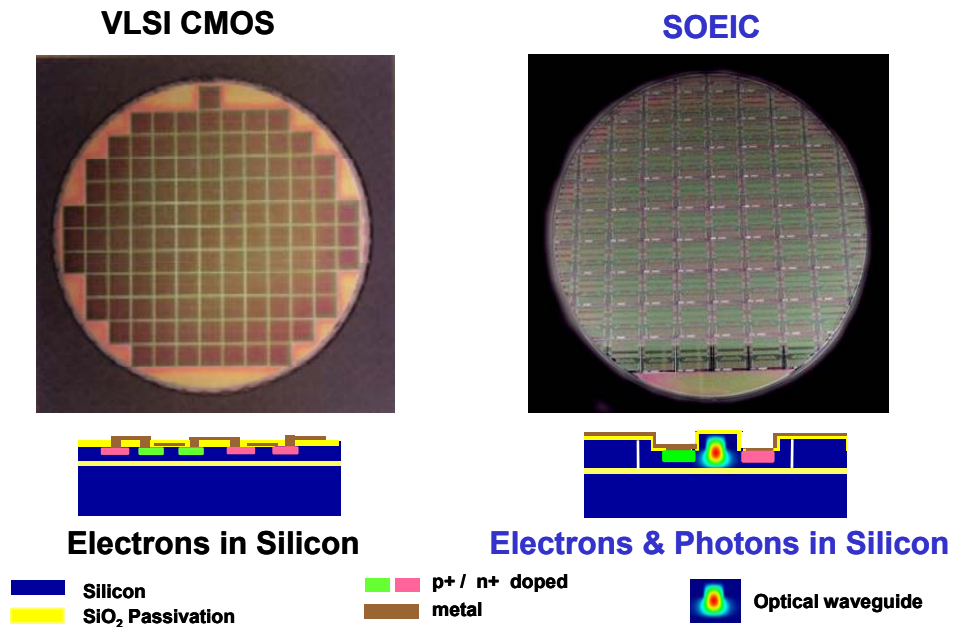 VLSI CMOS
SOEIC
Electrons in Silicon
Electrons & Photons in Silicon
Silicon
SiO₂ Passivation
p+ / n+ doped
metal
Optical waveguide